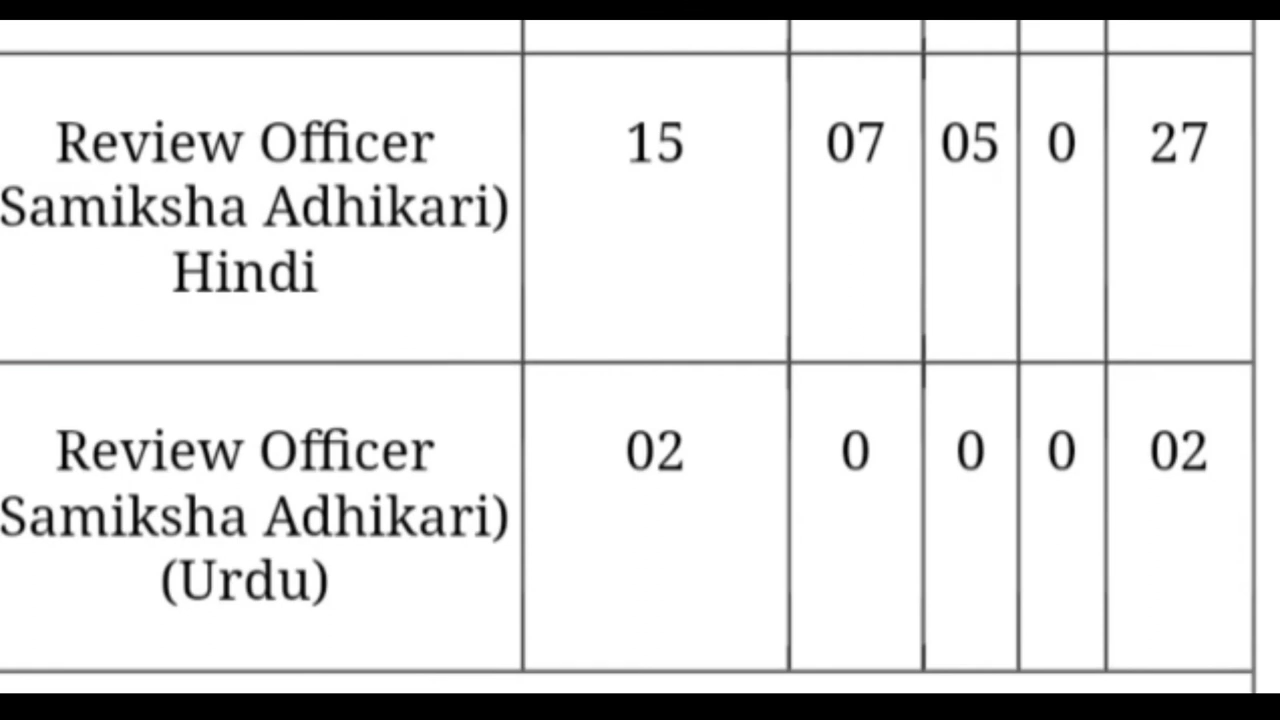 Review Officer 15 07 05 0 27
Samiksha Adhikari)
Hindi
Review Officer 02 0 0 0 02
Samiksha Adhikari)
(Urdu)